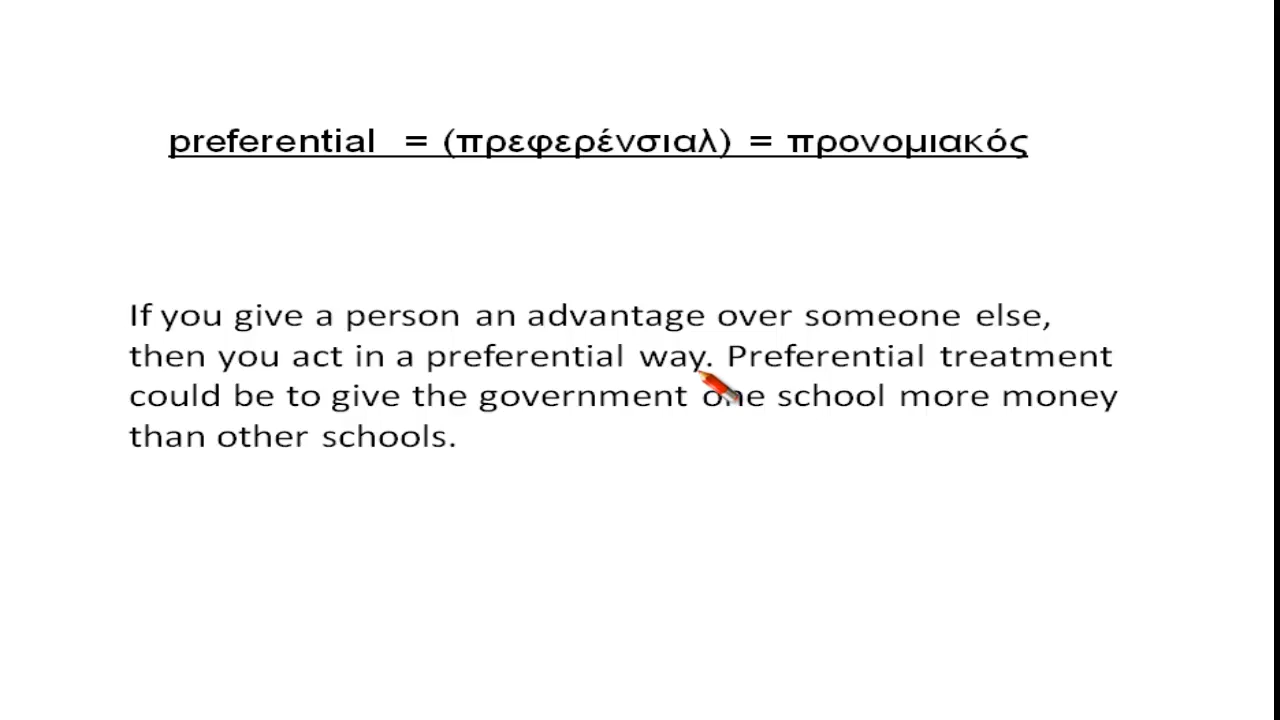 preferential = (πρεφερένσιαλ) = προνομιακός
If you give a person an advantage over someone else,
then you act in a preferential way. Preferential treatment
could be to give the government one school more money
than other schools.